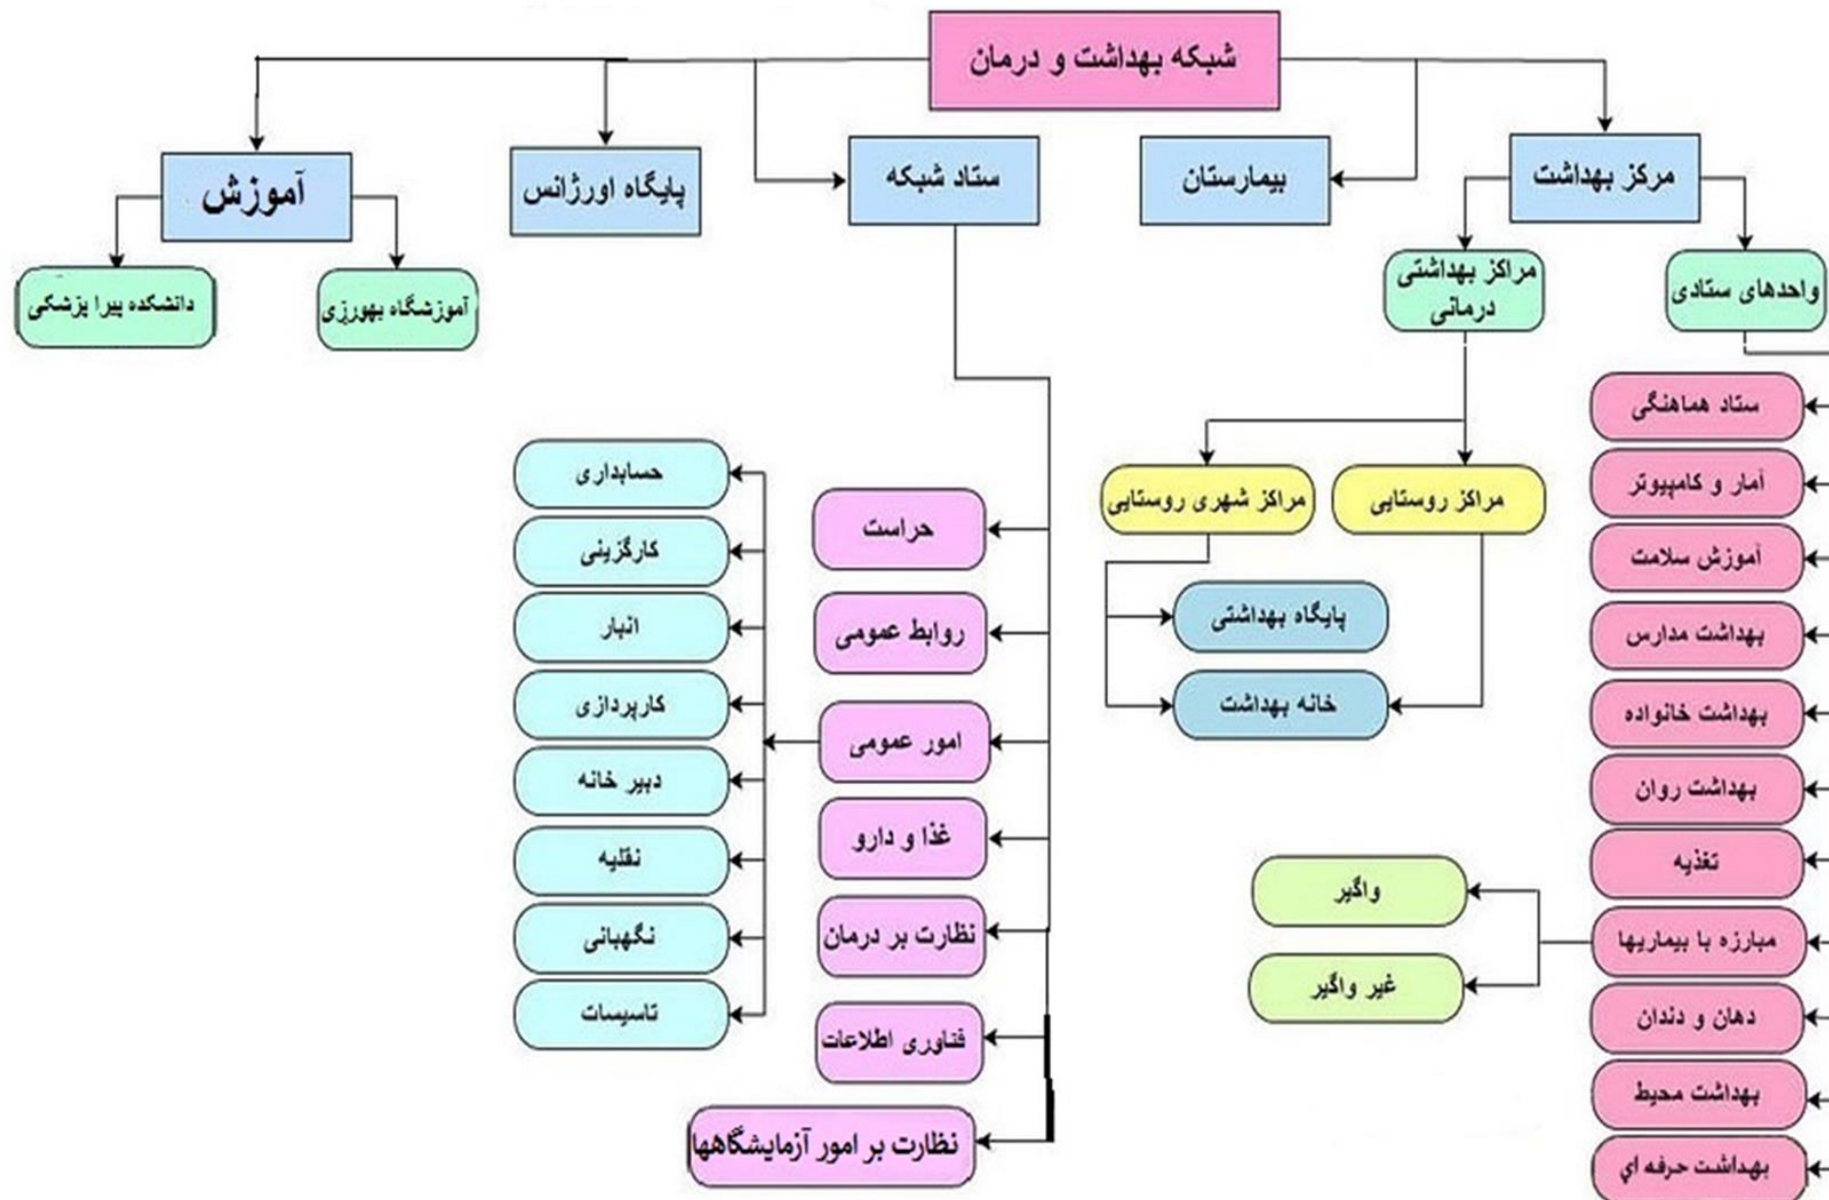 شبکه بهداشت و درمان
مرکز بهداشت
بیمارستان
ستاد شبکه
پایگاه اورژانس
آموزش
واحدهای ستادی
مراکز بهداشتی
درمانی
آموزشگاه بهورزی
دانشکده پیرا پزشکی
ستاد هماهنگی
آمار و کامپیوتر
آموزش سلامت
بهداشت مدارس
بهداشت خانواده
بهداشت روان
تغذیه
مبارزه با بیماریها
دهان و دندان
بهداشت محیط
بهداشت حرفه اي
واگیر
غیر واگیر
مراکز روستایی
مراکز شهری روستایی
پایگاه بهداشتی
خانه بهداشت
حراست
روابط عمومی
امور عمومی
غذا و دارو
نظارت بر درمان
فناوری اطلاعات
نظارت بر امور آزمایشگاهها
حسابداری
کارگزینی
انبار
کارپردازی
دبیر خانه
نقلیه
نگهبانی
تاسیسات